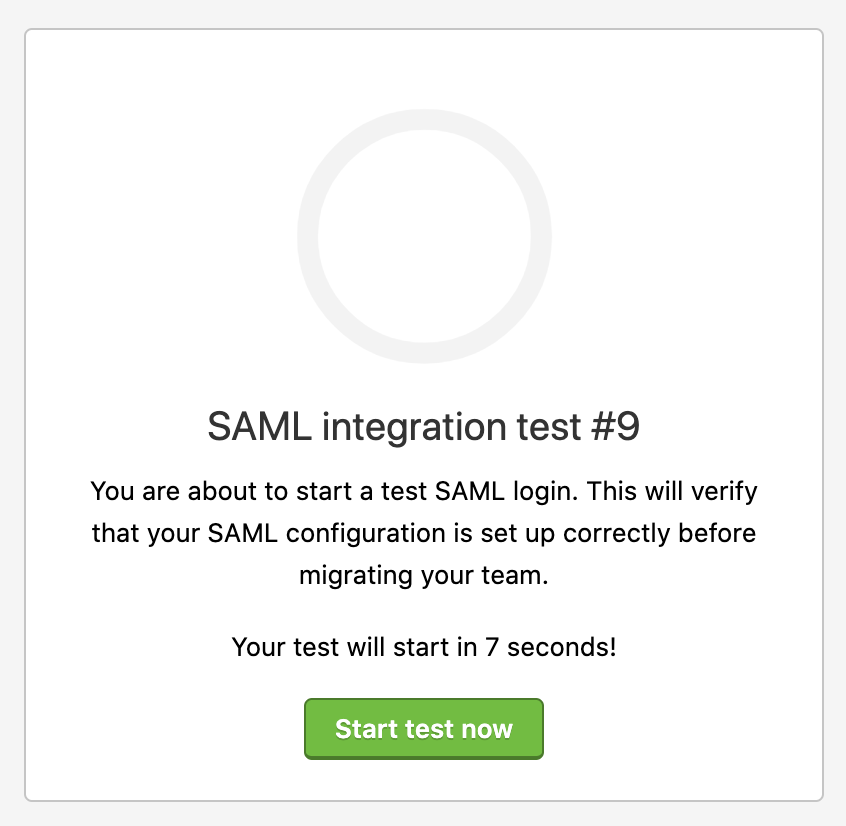 SAML integration test #9
You are about to start a test SAML login. This will verify
that your SAML configuration is set up correctly before
migrating your team.
Your test will start in 7 seconds!
Start test now